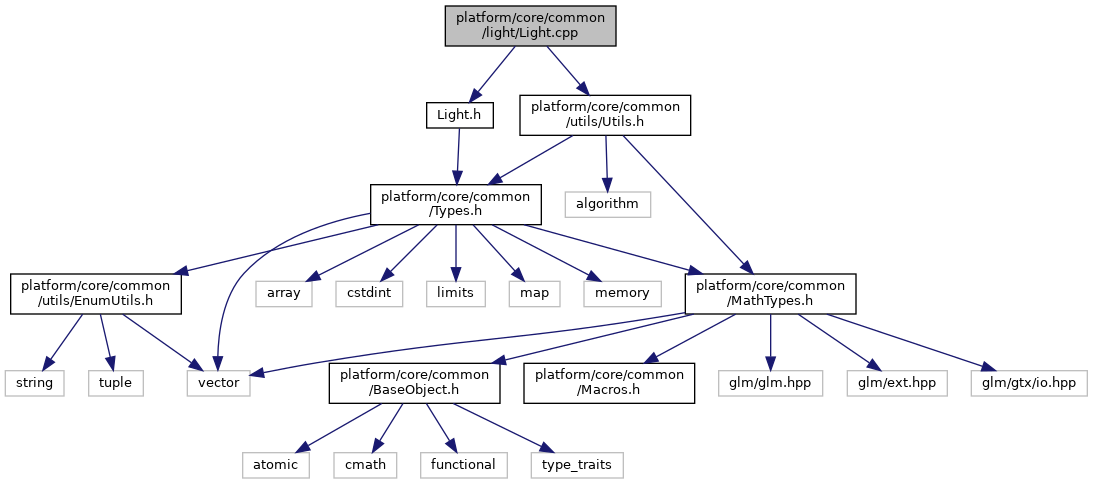 platform/core/common
/light/Light.cpp
Light.h
platform/core/common
/utils/Utils.h
platform/core/common
/Types.h
algorithm
platform/core/common
/utils/EnumUtils.h
array
cstdint
limits
map
memory
platform/core/common
/MathTypes.h
string
tuple
vector
platform/core/common
/BaseObject.h
platform/core/common
/Macros.h
glm/glm.hpp
glm/ext.hpp
glm/gtx/io.hpp
atomic
cmath
functional
type_traits